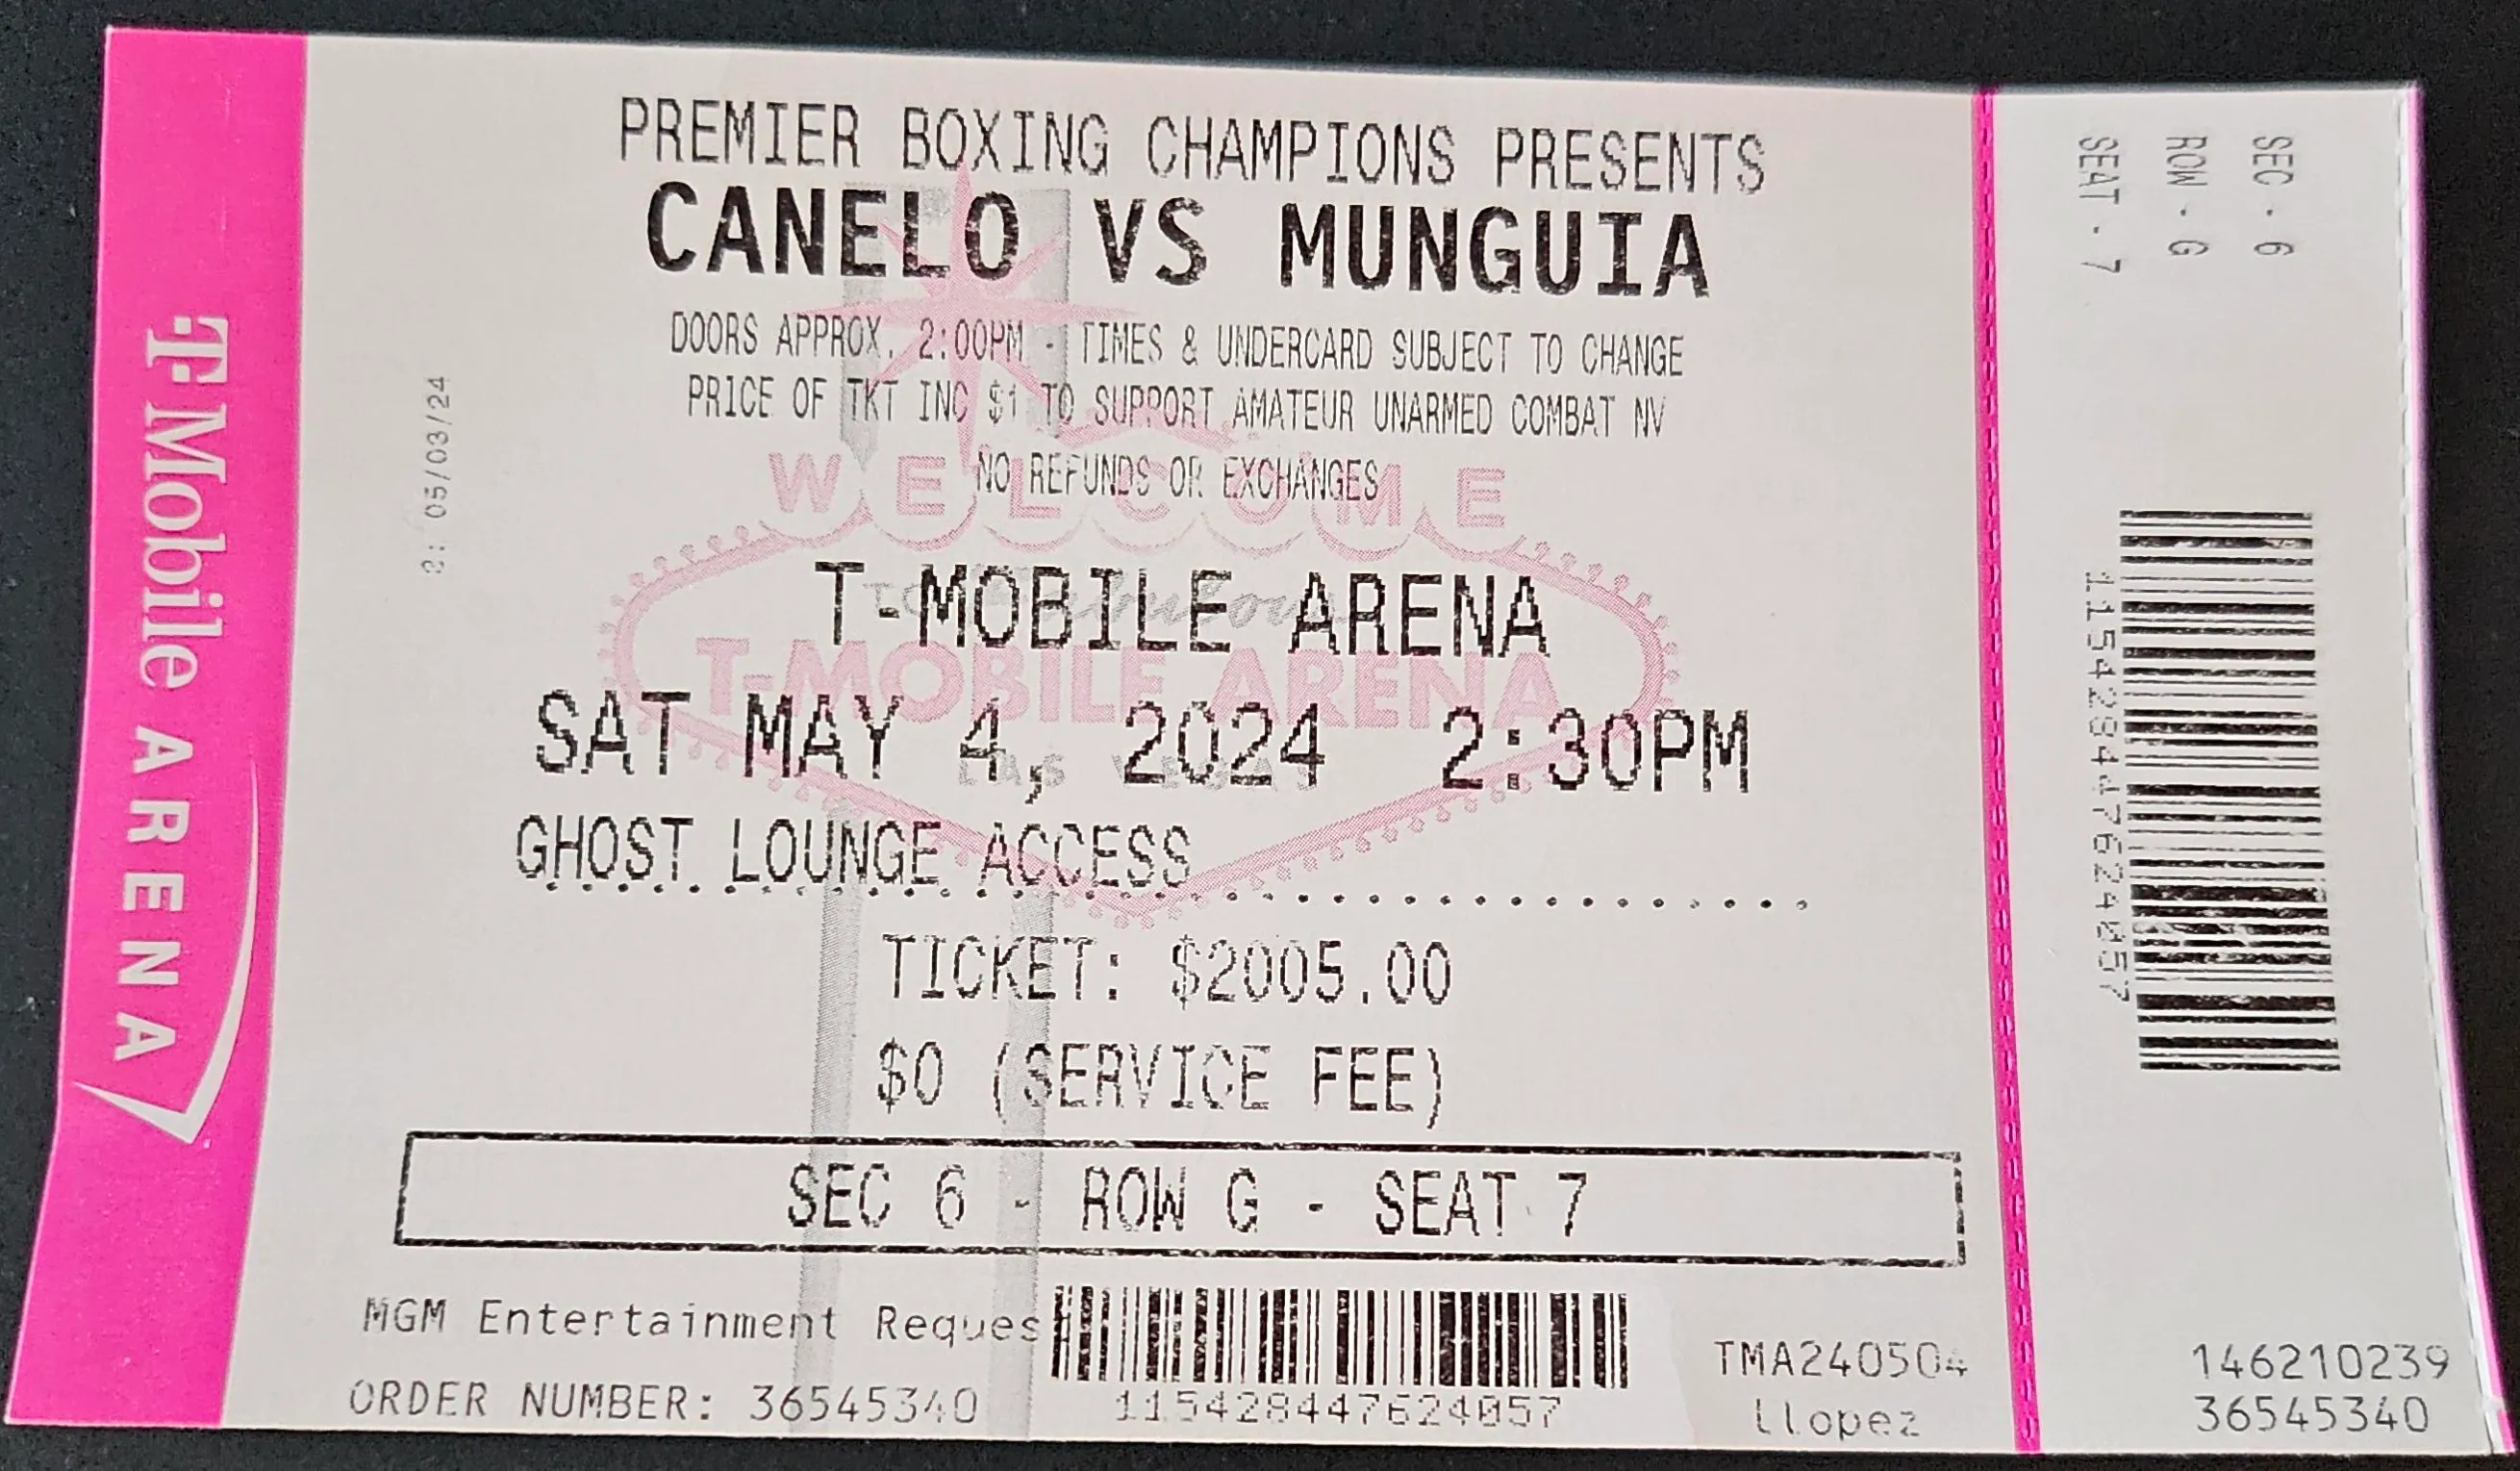 T Mobile ARENA
2: 05/03/24
PREMIER BOXING CHAMPIONS PRESENTS
CANELO VS MUNGUIA
DOORS APPROX. 2:00PM - TIMES & UNDERCARD SUBJECT TO CHANGE
PRICE OF TKT INC $1 TO SUPPORT AMATEUR UNARMED COMBAT NV
NO REFUNDS OR EXCHANGES
WELCOME
T-MOBILE ARENA
T-MOBILE ARENA
SAT MAY 4, 2024 2:30PM
LAS VEGAS
GHOST LOUNGE ACCESS
TICKET: $2005.00
$0 (SERVICE FEE)
SEC 6 - ROW G - SEAT 7
MGM Entertainment Reques
ORDER NUMBER: 36545340
115428447624057
TMA240504
Llopez
SEC · 6
ROW · G
SEAT · 7
115428447624057
146210239
36545340